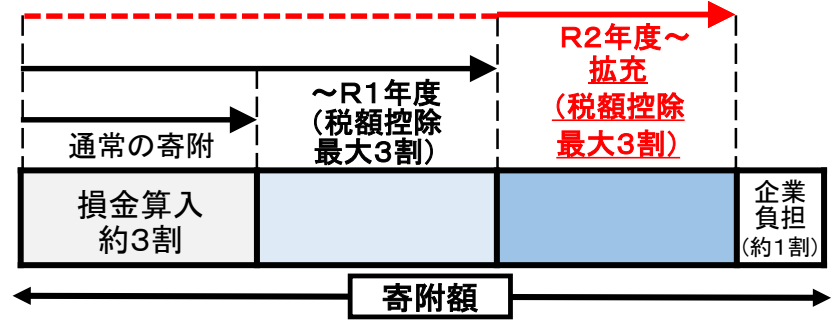 R2年度～
拡充
(税額控除
最大3割)
～R1年度
(税額控除
最大3割)
通常の寄附
損金算入
約3割
企業
負担
(約1割)
寄附額